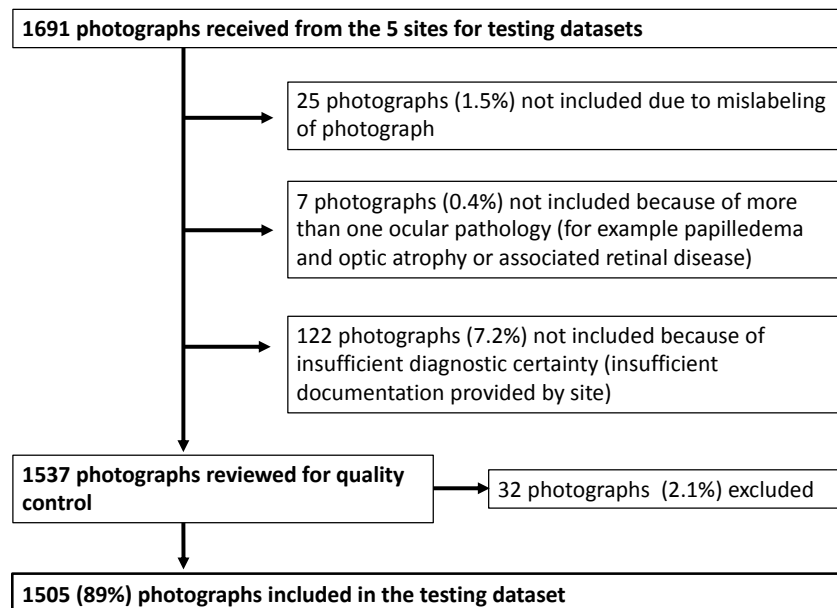 1691 photographs received from the 5 sites for testing datasets
25 photographs (1.5%) not included due to mislabeling
of photograph
7 photographs (0.4%) not included because of more
than one ocular pathology (for example papilledema
and optic atrophy or associated retinal disease)
122 photographs (7.2%) not included because of
insufficient diagnostic certainty (insufficient
documentation provided by site)
1537 photographs reviewed for quality
control
32 photographs (2.1%) excluded
1505 (89%) photographs included in the testing dataset